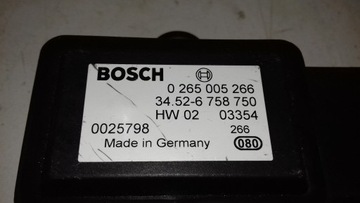 BOSCH 0 265 005 266
34.52-6 758 750
HW 02 03354
0025798 266
Made in Germany 080